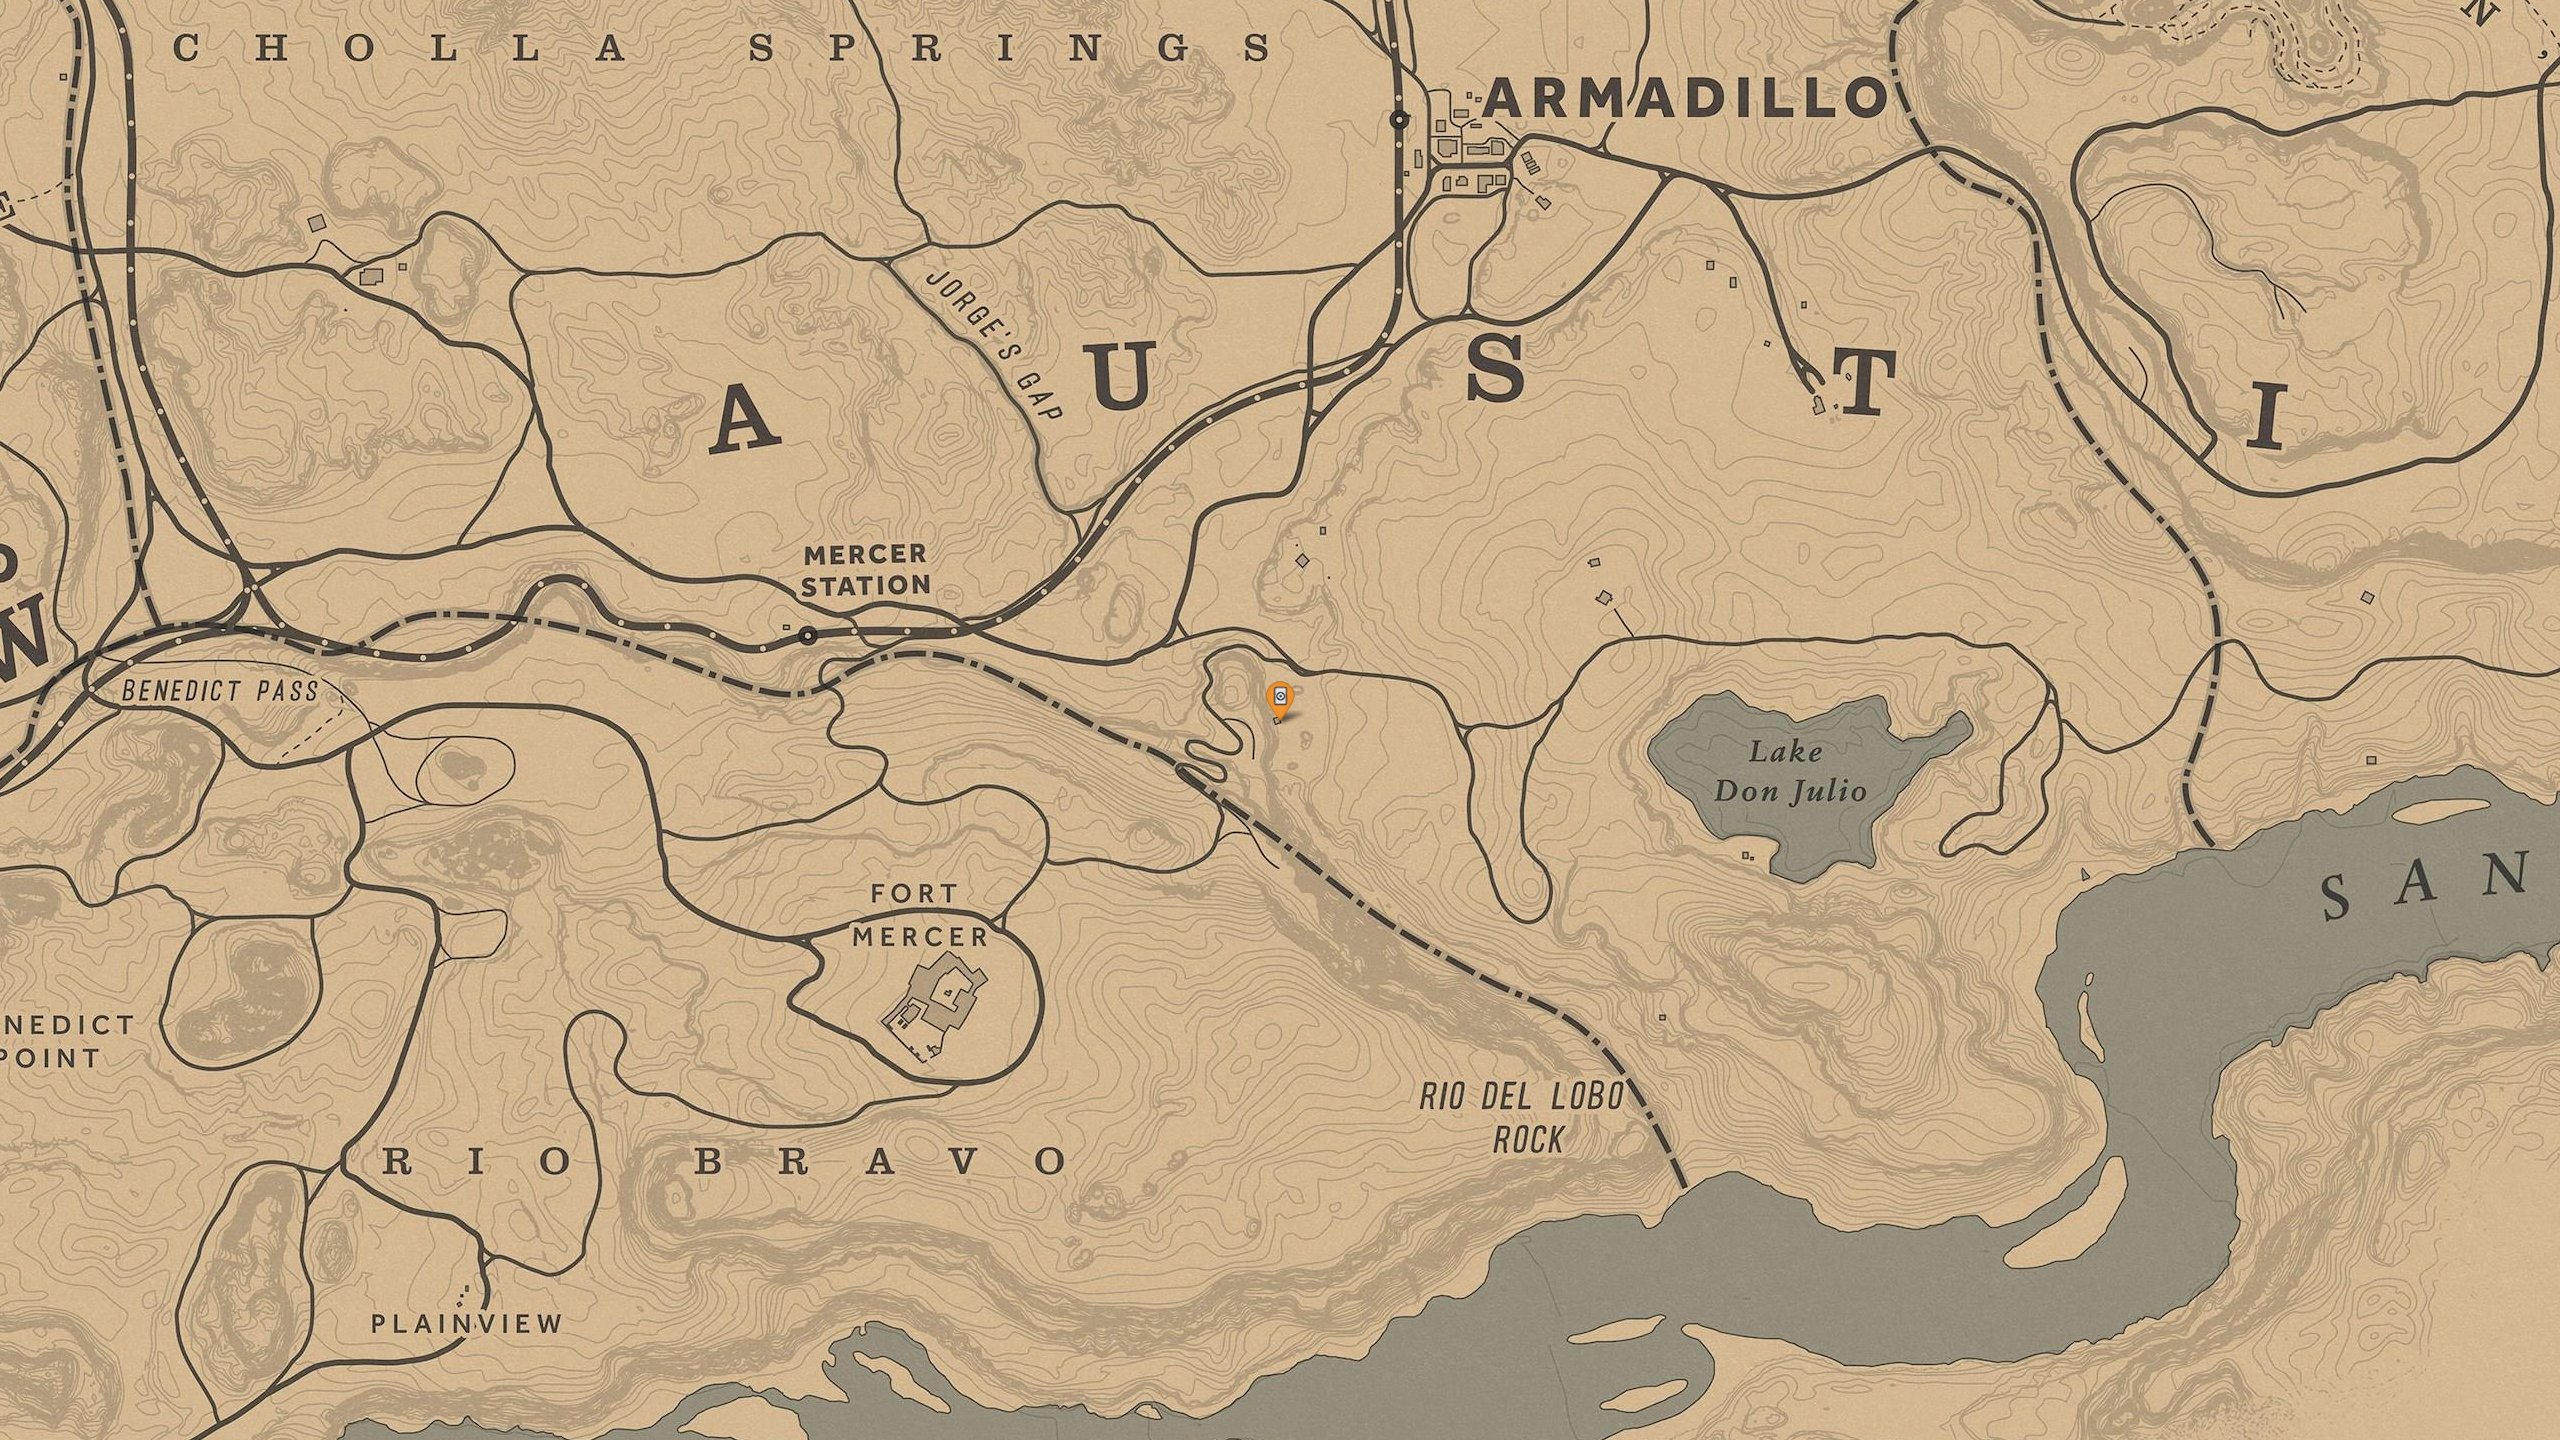 CHOLLA SPRINGS
N
ARMADILLO
JORGE'S GAP
AUSTI
MERCER
STATION
W
BENEDICT PASS
Lake
Don Julio
FORT
MERCER
SAN
NEDICT
POINT
RIO DEL LOBO
ROCK
RIO BRAVO
PLAINVIEW